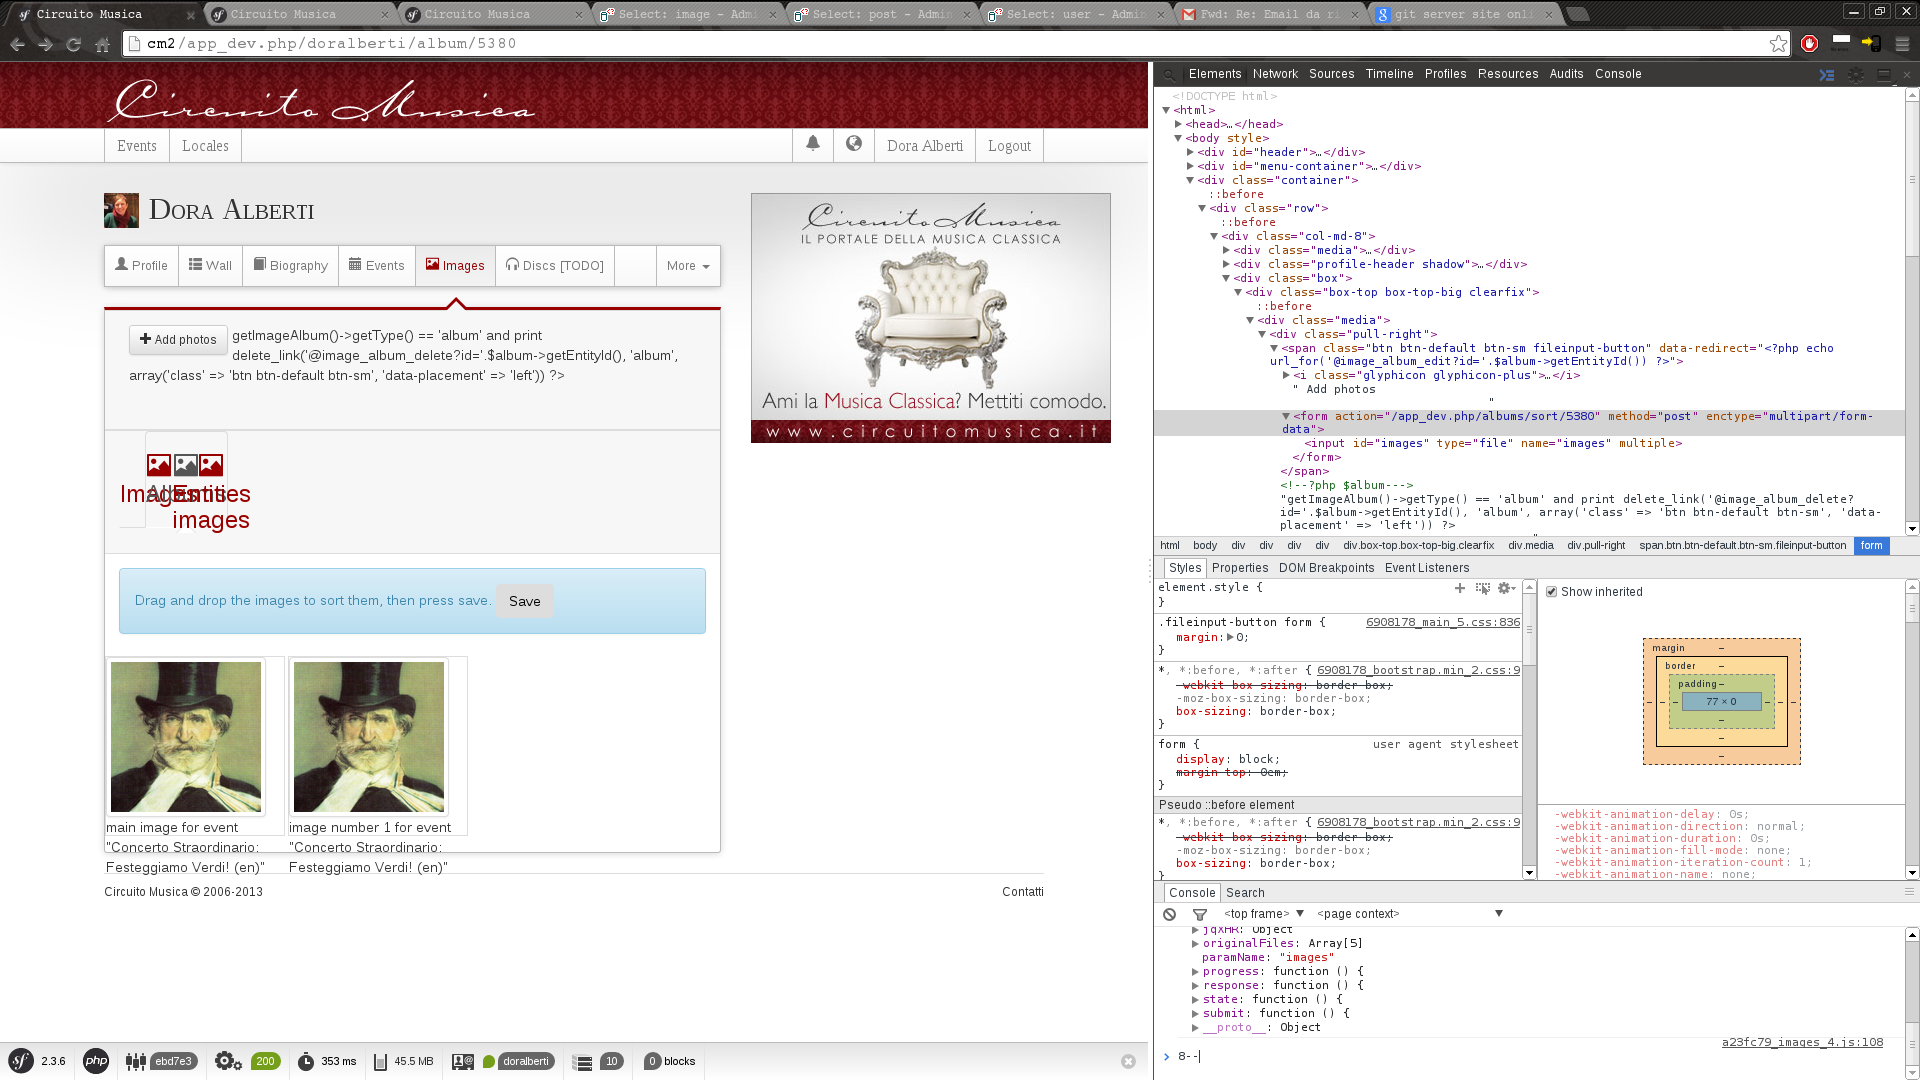 Circuito Musica
Circuito Musica
Circuito Musica
Select: image - Admi
Select: post - Admin
Select: user - Admin
Fwd: Re: Email da ri
git server site onli
cm2/app_dev.php/doralberti/album/5380
Circuito Musica
Events
Locales
Dora Alberti
Logout
Dora Alberti
Profile
Wall
Biography
Events
Images
Discs [TODO]
More
Add photos
getImageAlbum()->getType() == 'album' and print
delete_link('@image_album_delete?id='.$album->getEntityId(), 'album',
array('class' => 'btn btn-default btn-sm', 'data-placement' => 'left')) ?>
Images
Entities
images
Drag and drop the images to sort them, then press save.
Save
main image for event
"Concerto Straordinario:
Festeggiamo Verdi! (en)"
image number 1 for event
"Concerto Straordinario:
Festeggiamo Verdi! (en)"
Circuito Musica © 2006-2013
Contatti
Circuito Musica
IL PORTALE DELLA MUSICA CLASSICA
Ami la Musica Classica? Mettiti comodo.
www.circuitomusica.it
2.3.6
php
ebd7e3
200
353 ms
45.5 MB
doralberti
10
0 blocks
Elements Network Sources Timeline Profiles Resources Audits Console
<!DOCTYPE html>
<html>
<head>…</head>
<body style>
<div id="header">…</div>
<div id="menu-container">…</div>
<div class="container">
::before
<div class="row">
::before
<div class="col-md-8">
<div class="media">…</div>
<div class="profile-header shadow">…</div>
<div class="box">
<div class="box-top box-top-big clearfix">
::before
<div class="media">
<div class="pull-right">
<span class="btn btn-default btn-sm fileinput-button" data-redirect="<?php echo
url_for('@image_album_edit?id='.$album->getEntityId()) ?>">
<i class="glyphicon glyphicon-plus">…</i>
" Add photos
"
<form action="/app_dev.php/albums/sort/5380" method="post" enctype="multipart/form-
data">
<input id="images" type="file" name="images" multiple>
</form>
</span>
<!--?php $album--->
"getImageAlbum()->getType() == 'album' and print delete_link('@image_album_delete?
id='.$album->getEntityId(), 'album', array('class' => 'btn btn-default btn-sm', 'data-
placement' => 'left')) ?>
"
html body div div div div div.box-top.box-top-big.clearfix div.media div.pull-right span.btn.btn-default.btn-sm.fileinput-button form
Styles Properties DOM Breakpoints Event Listeners
element.style {
}
.fileinput-button form { 6908178_main_5.css:836
margin: 0;
}
*, *:before, *:after { 6908178_bootstrap.min_2.css:9
-webkit-box-sizing: border-box;
-moz-box-sizing: border-box;
box-sizing: border-box;
}
form { user agent stylesheet
display: block;
margin-top: 0em;
}
Pseudo ::before element
*, *:before, *:after { 6908178_bootstrap.min_2.css:9
-webkit-box-sizing: border-box;
-moz-box-sizing: border-box;
box-sizing: border-box;
}
Show inherited
margin –
border –
padding –
77 × 0
-webkit-animation-delay: 0s;
-webkit-animation-direction: normal;
-webkit-animation-duration: 0s;
-webkit-animation-fill-mode: none;
-webkit-animation-iteration-count: 1;
-webkit-animation-name: none;
Console Search
<top frame> <page context>
jqXHR: Object
originalFiles: Array[5]
paramName: "images"
progress: function () {
response: function () {
state: function () {
submit: function () {
__proto__: Object
a23fc79_images_4.js:108
8--